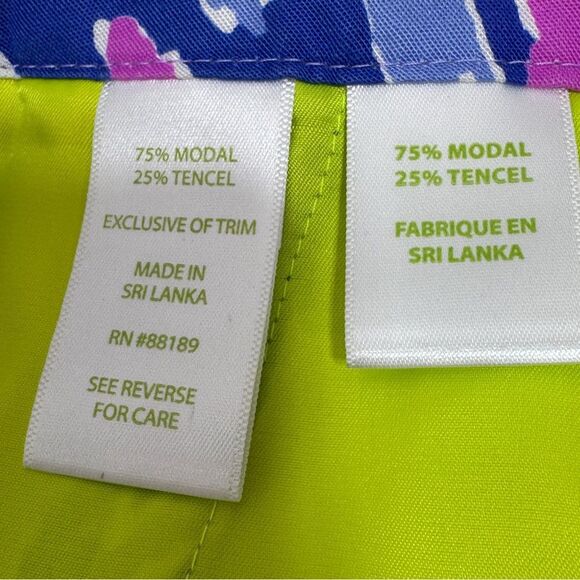 75% MODAL
25% TENCEL
EXCLUSIVE OF TRIM
MADE IN
SRI LANKA
RN #88189
SEE REVERSE
FOR CARE
75% MODAL
25% TENCEL
FABRIQUE EN
SRI LANKA